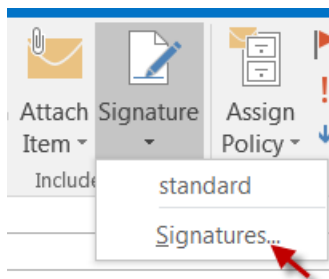 Attach Signature Assign
Item Policy
Include
standard
Signatures...